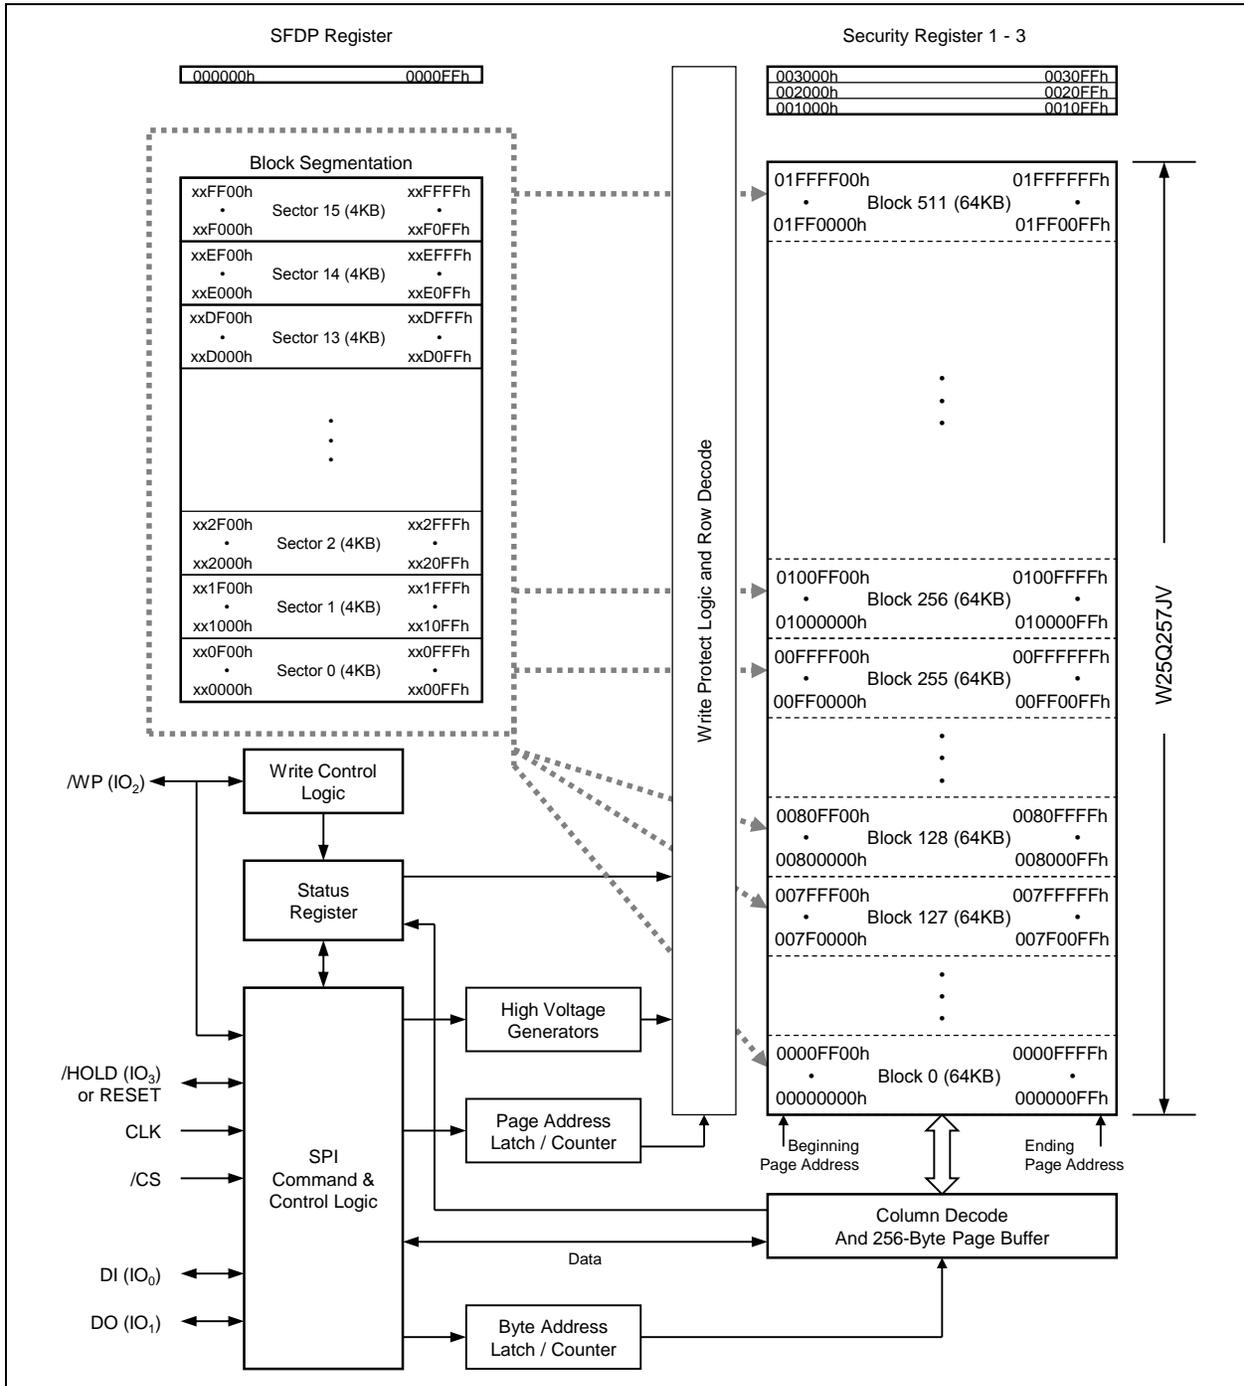 SFDP Register
000000h 0000FFh
Security Register 1 - 3
003000h 0030FFh
002000h 0020FFh
001000h 0010FFh
Block Segmentation
xxFF00h xxFFFFh
• Sector 15 (4KB) •
xxF000h xxF0FFh
xxEF00h xxEFFFh
• Sector 14 (4KB) •
xxE000h xxE0FFh
xxDF00h xxDFFFh
• Sector 13 (4KB) •
xxD000h xxD0FFh
xx2F00h xx2FFFh
• Sector 2 (4KB) •
xx2000h xx20FFh
xx1F00h xx1FFFh
• Sector 1 (4KB) •
xx1000h xx10FFh
xx0F00h xx0FFFh
• Sector 0 (4KB) •
xx0000h xx00FFh
Write Protect Logic and Row Decode
01FFFF00h 01FFFFFFh
• Block 511 (64KB) •
01FF0000h 01FF00FFh
0100FF00h 0100FFFFh
• Block 256 (64KB) •
01000000h 010000FFh
00FFFF00h 00FFFFFFh
• Block 255 (64KB) •
00FF0000h 00FF00FFh
0080FF00h 0080FFFFh
• Block 128 (64KB) •
00800000h 008000FFh
007FFF00h 007FFFFFh
• Block 127 (64KB) •
007F0000h 007F00FFh
0000FF00h 0000FFFFh
• Block 0 (64KB) •
00000000h 000000FFh
W25Q257JV
Beginning
Page Address
Ending
Page Address
/WP (IO₂)
Write Control
Logic
Status
Register
High Voltage
Generators
/HOLD (IO₃)
or RESET
CLK
/CS
DI (IO₀)
DO (IO₁)
SPI
Command &
Control Logic
Page Address
Latch / Counter
Column Decode
And 256-Byte Page Buffer
Data
Byte Address
Latch / Counter